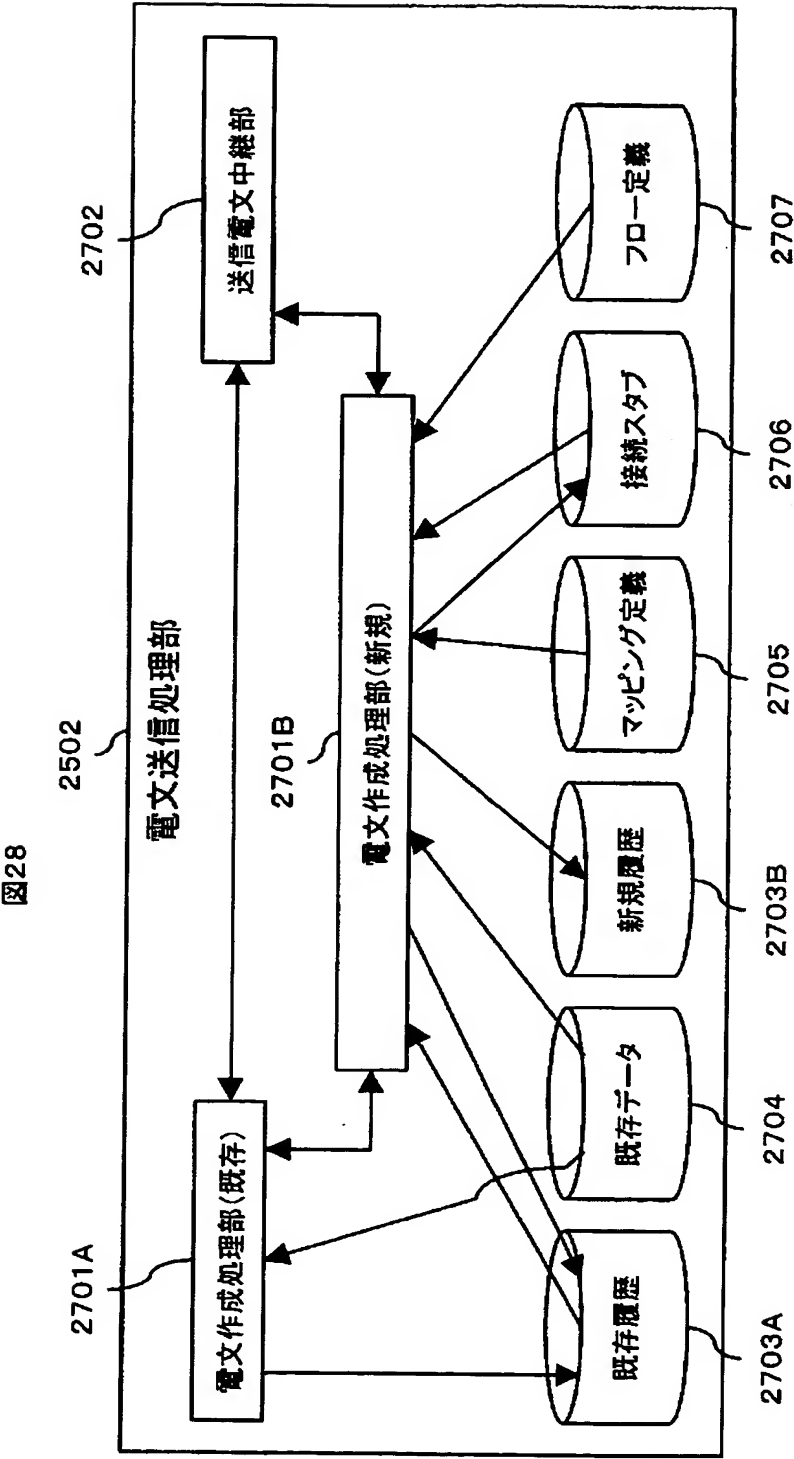 図28
2502
電文送信処理部
2701A
電文作成処理部(既存)
2702
送信電文中継部
2701B
電文作成処理部(新規)
既存履歴
既存データ
新規履歴
マッピング定義
接続スタブ
フロー定義
2703A
2704
2703B
2705
2706
2707